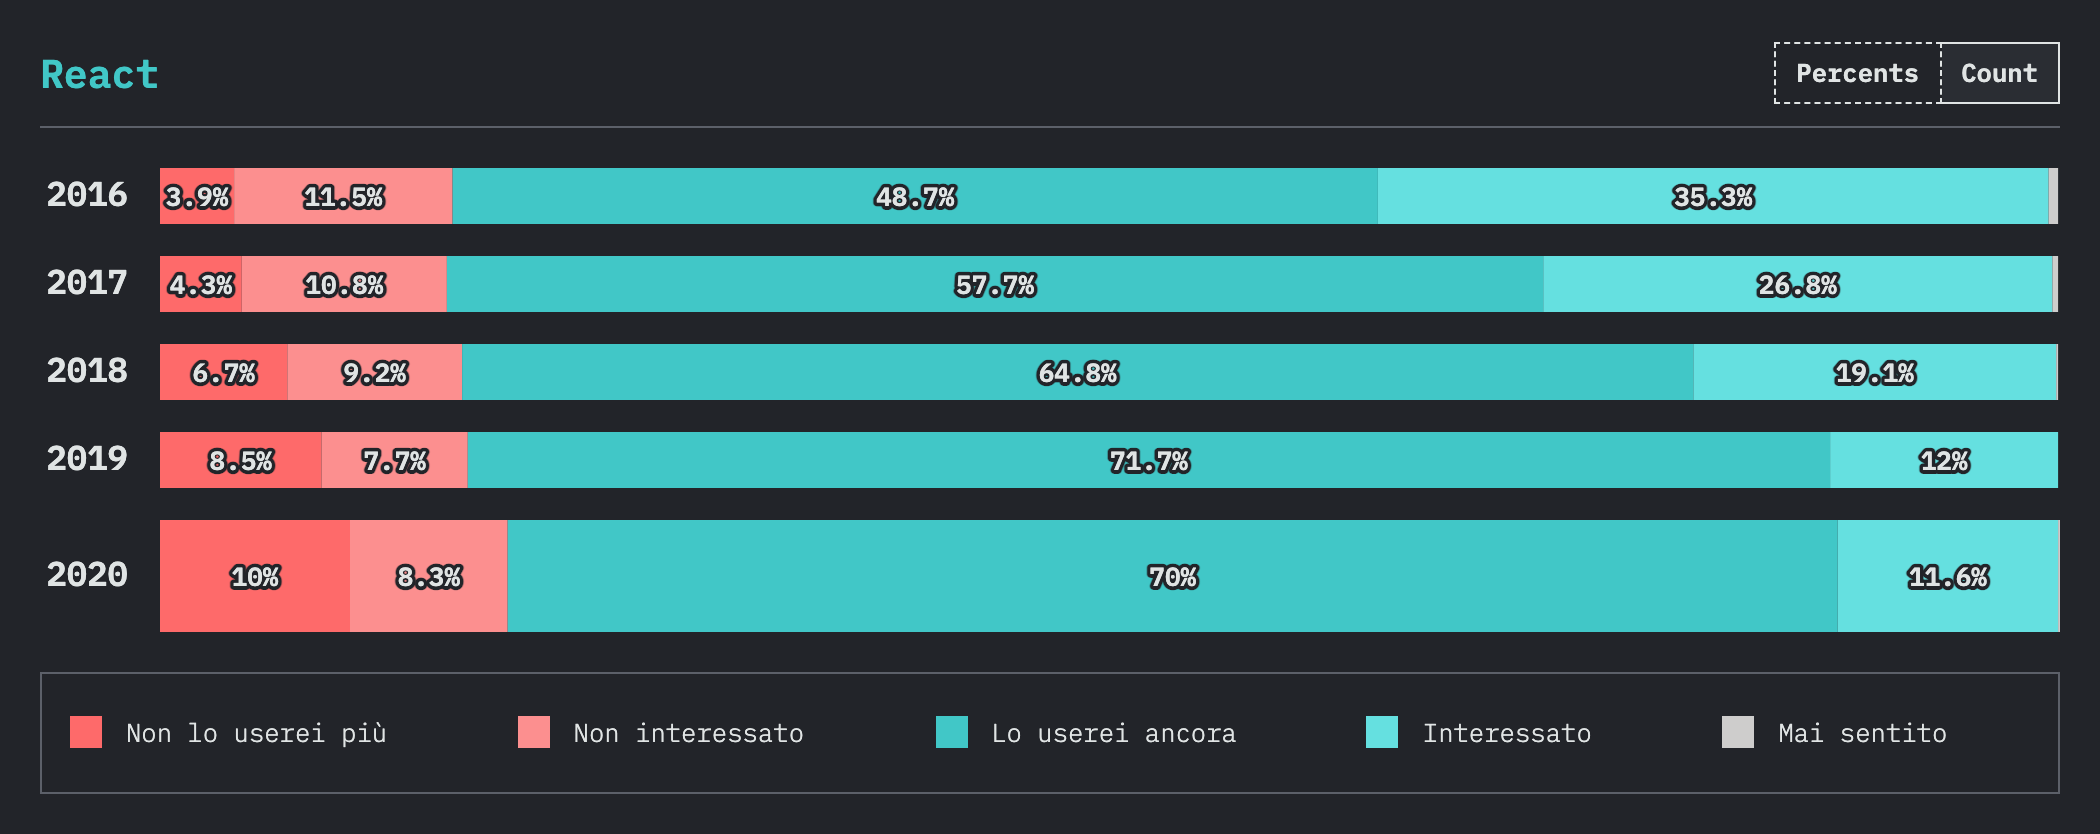 React
Percents Count
2016 3.9% 11.5% 48.7% 35.3%
2017 4.3% 10.8% 57.7% 26.8%
2018 6.7% 9.2% 64.8% 19.1%
2019 8.5% 7.7% 71.7% 12%
2020 10% 8.3% 70% 11.6%
Non lo userei più Non interessato Lo userei ancora Interessato Mai sentito